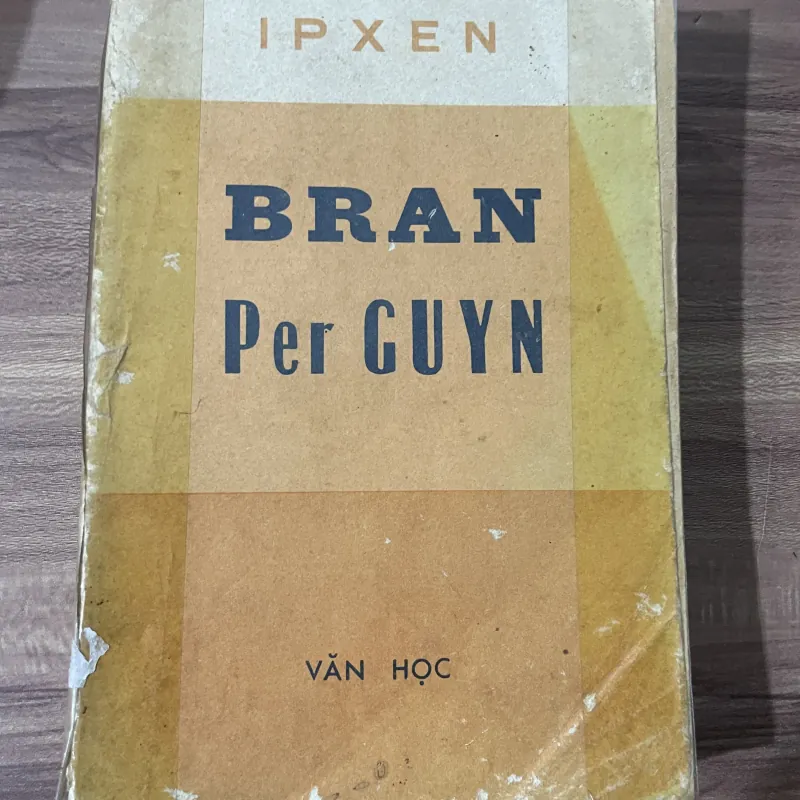 IPXEN
BRAN
Per GUYN
VĂN HỌC